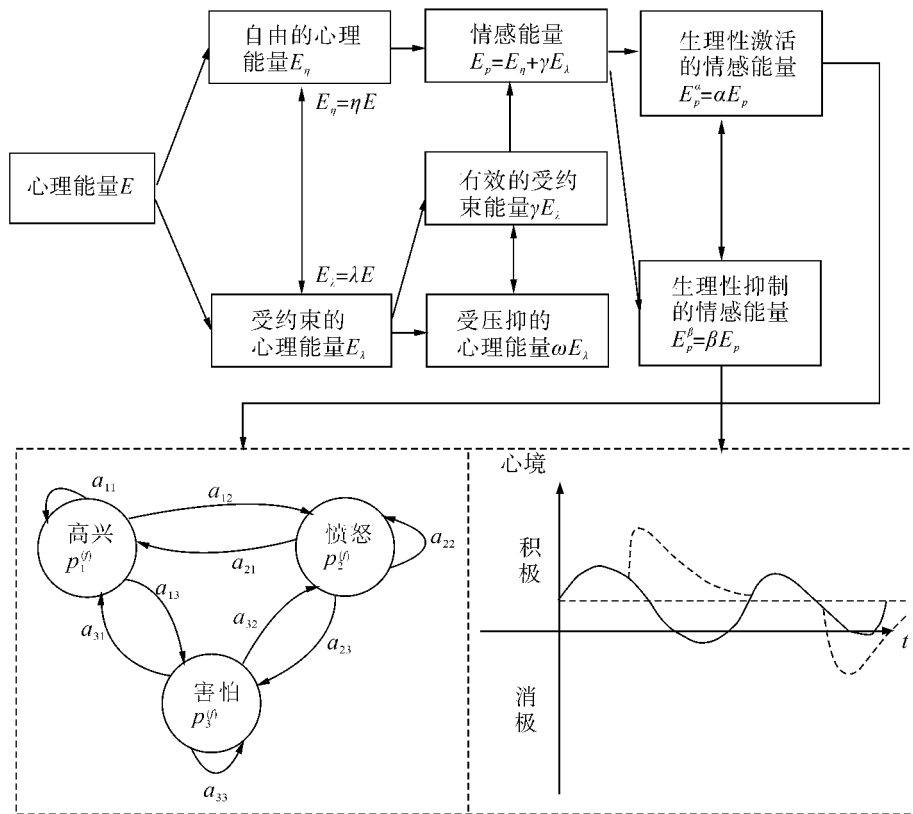 自由的心理
能量Eη
情感能量
Ep=Eη+γEλ
生理性激活
的情感能量
Epα=αEp
Eη=ηE
心理能量E
有效的受约
束能量γEλ
Eλ=λE
受约束的
心理能量Eλ
受压抑的
心理能量ωEλ
生理性抑制
的情感能量
Epβ=βEp
a11
a12
高兴
p1(f)
愤怒
p2(f)
a22
a21
a13
a31
a32
a23
害怕
p3(f)
a33
心境
积极
t
消极